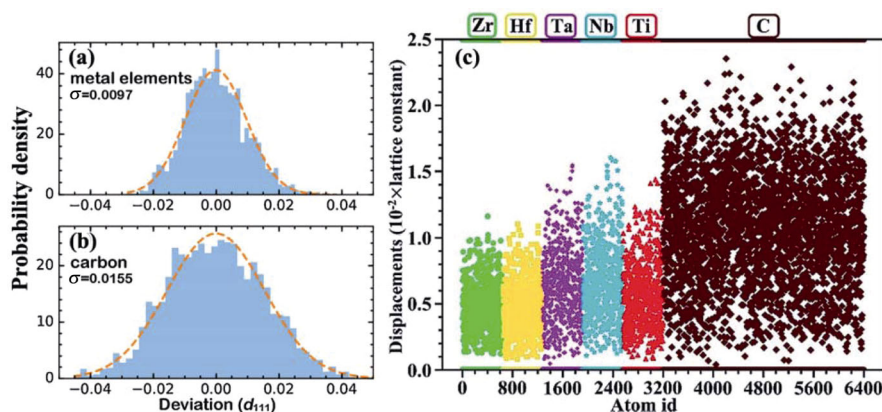 Probability density
(a)
metal elements
σ=0.0097
40
20
0
−0.04 −0.02 0.00 0.02 0.04
(b)
carbon
σ=0.0155
20
10
0
−0.04 −0.02 0.00 0.02 0.04
Deviation (d111)
Zr Hf Ta Nb Ti C
(c)
Displacements (10-2×lattice constant)
2.5
2.0
1.5
1.0
0.5
0.0
0 800 1600 2400 3200 4000 4800 5600 6400
Atom id